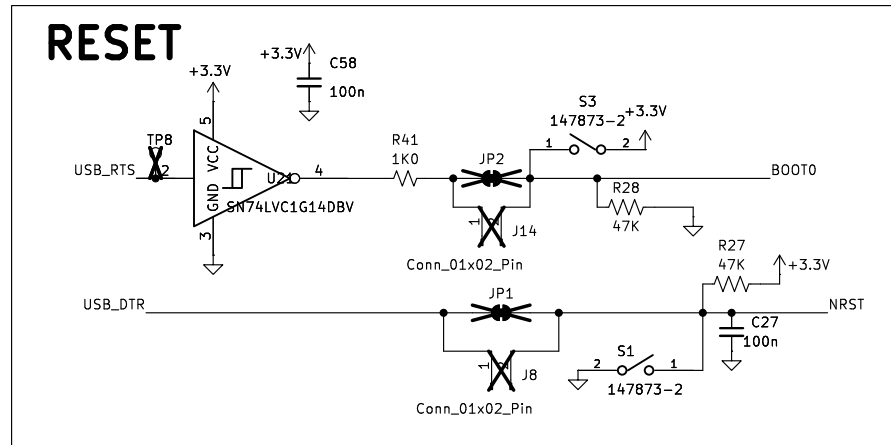 RESET
+3.3V
+3.3V
C58
100n
S3
147873-2
+3.3V
TP8
5
VCC
R41
1K0
JP2
1
2
USB_RTS
2
U21
4
BOOT0
GND
SN74LVC1G14DBV
3
R28
47K
1
J14
Conn_01x02_Pin
R27
47K
+3.3V
USB_DTR
JP1
NRST
C27
100n
1
J8
S1
2
1
147873-2
Conn_01x02_Pin